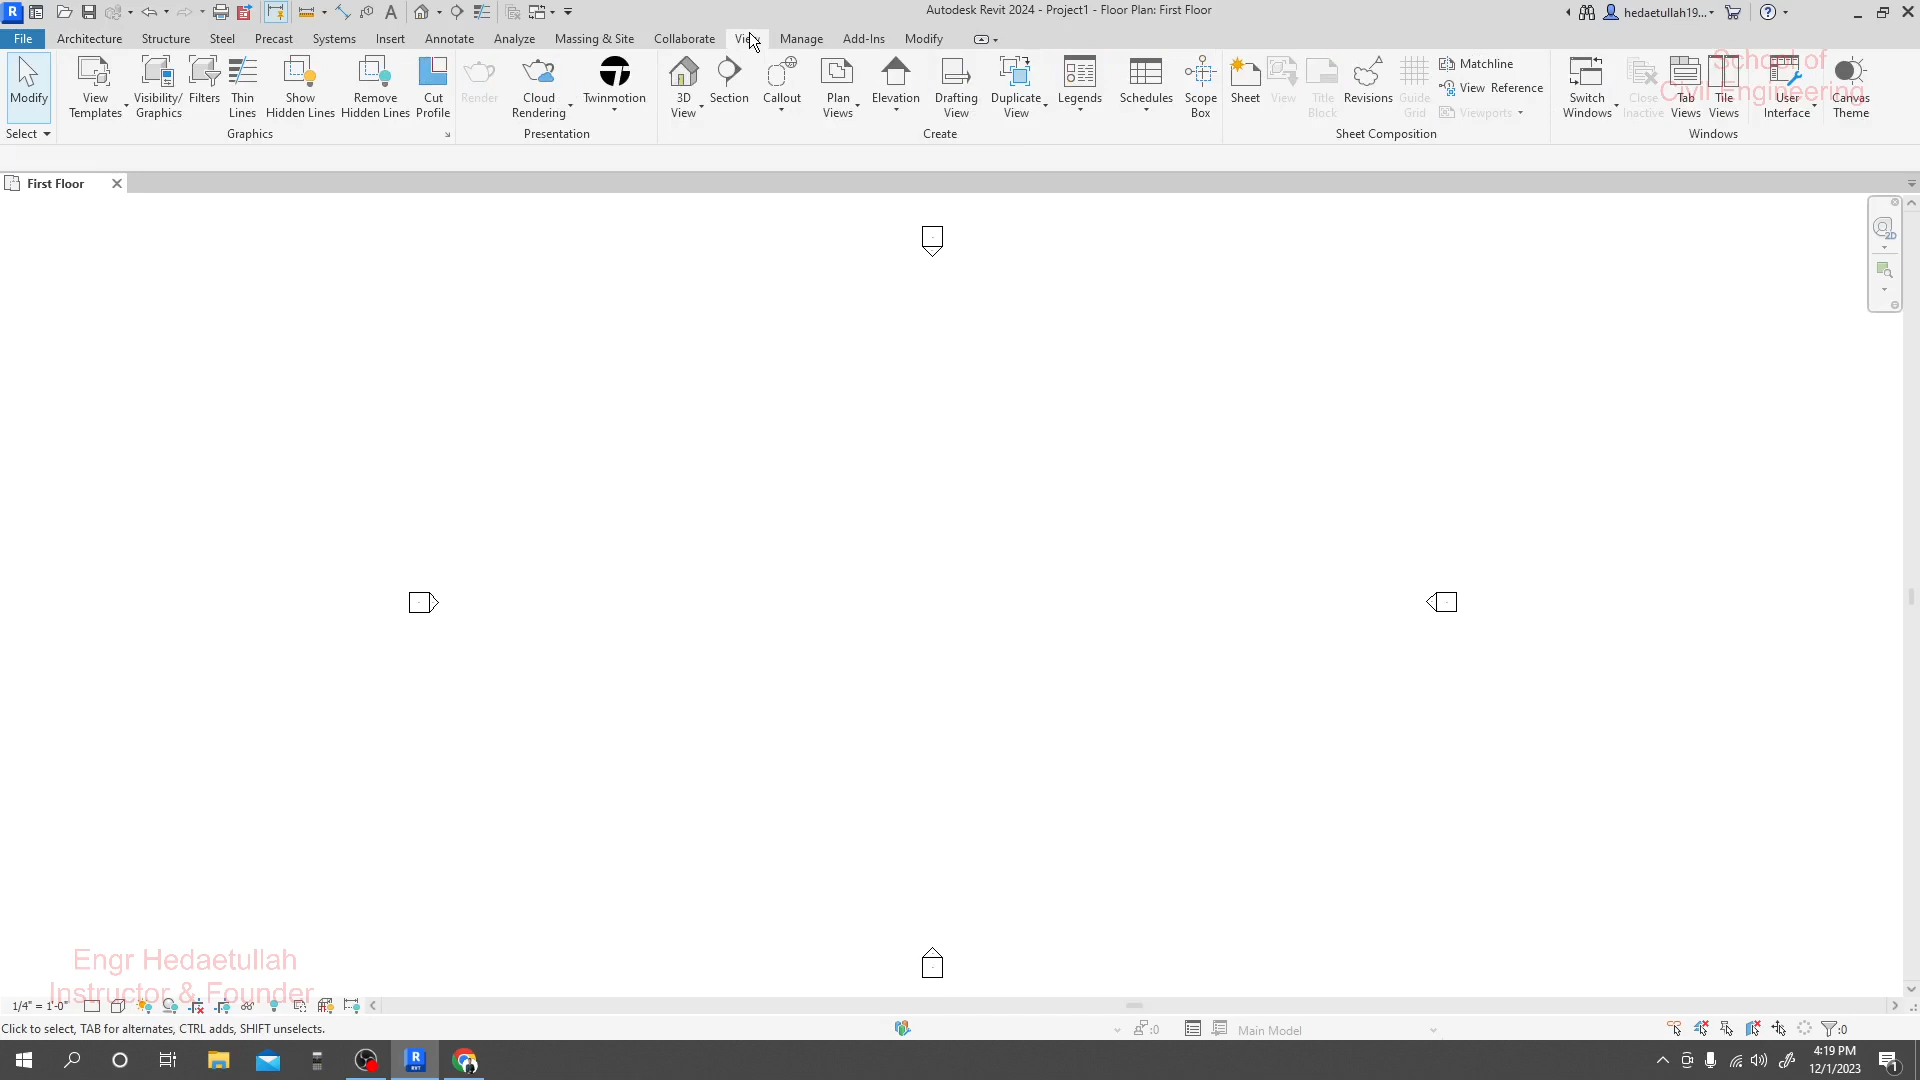 Autodesk Revit 2024 - Project1 - Floor Plan: First Floor
hedaetullah19...
File Architecture Structure Steel Precast Systems Insert Annotate Analyze Massing & Site Collaborate View Manage Add-Ins Modify
Modify
View Templates
Visibility/ Graphics
Filters
Thin Lines
Show Hidden Lines
Remove Hidden Lines
Cut Profile
Render
Cloud Rendering
Twinmotion
3D View
Section
Callout
Plan Views
Elevation
Drafting View
Duplicate View
Legends
Schedules
Scope Box
Sheet
View
Title Block
Revisions
Guide Grid
Matchline
View Reference
Viewports
Switch Windows
Close Inactive
Tab Views
Tile Views
User Interface
Canvas Theme
School of
Civil Engineering
Select Graphics Presentation Create Sheet Composition Windows
First Floor
2D
Engr Hedaetullah
Instructor & Founder
1/4" = 1'-0"
Click to select, TAB for alternates, CTRL adds, SHIFT unselects.
:0
Main Model
:0
4:19 PM
12/1/2023
1